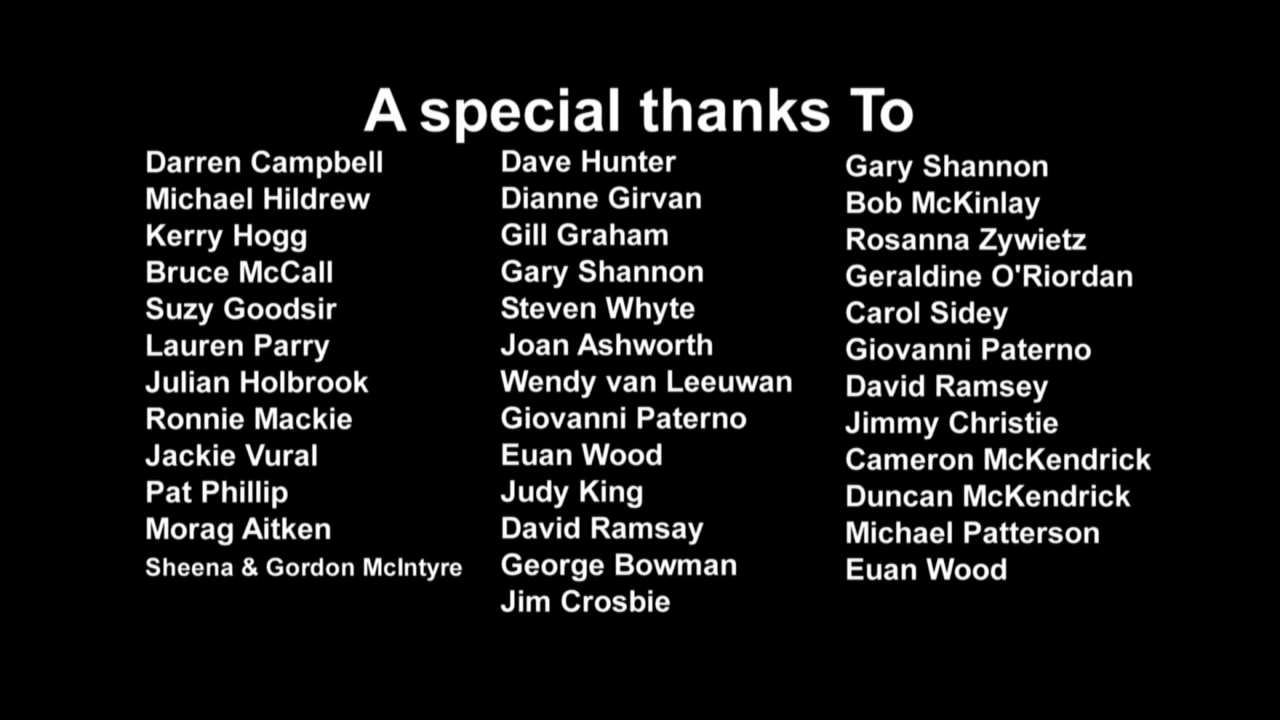 A special thanks To
Darren Campbell
Michael Hildrew
Kerry Hogg
Bruce McCall
Suzy Goodsir
Lauren Parry
Julian Holbrook
Ronnie Mackie
Jackie Vural
Pat Phillip
Morag Aitken
Sheena & Gordon McIntyre
Dave Hunter
Dianne Girvan
Gill Graham
Gary Shannon
Steven Whyte
Joan Ashworth
Wendy van Leeuwan
Giovanni Paterno
Euan Wood
Judy King
David Ramsay
George Bowman
Jim Crosbie
Gary Shannon
Bob McKinlay
Rosanna Zywietz
Geraldine O'Riordan
Carol Sidey
Giovanni Paterno
David Ramsey
Jimmy Christie
Cameron McKendrick
Duncan McKendrick
Michael Patterson
Euan Wood